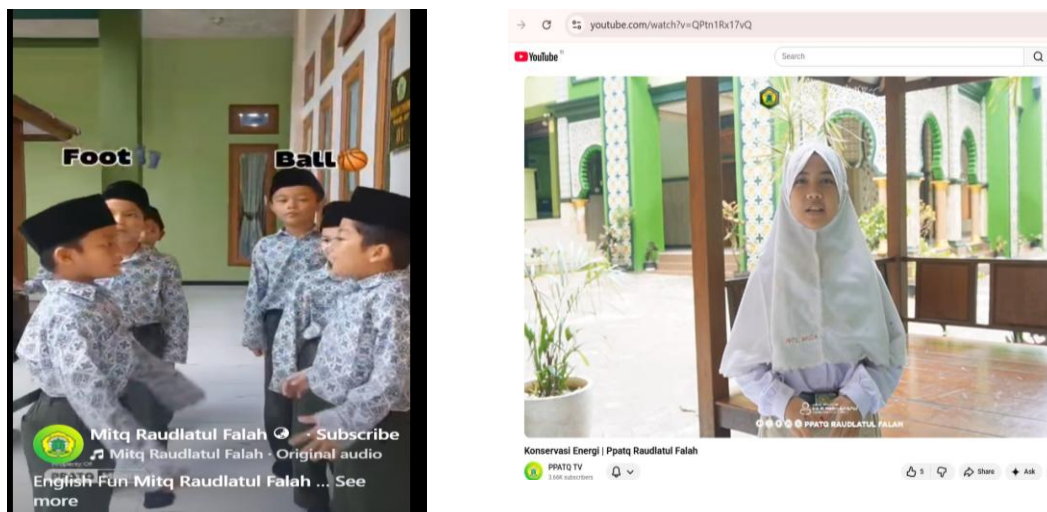 Foot
Ball
Mitq Raudlatul Falah · Subscribe
Mitq Raudlatul Falah · Original audio
English Fun Mitq Raudlatul Falah ... See
more
youtube.com/watch?v=QPtn1Rx17vQ
YouTube
Search
PPATQ RAUDLATUL FALAH
Konservasi Energi | Ppatq Raudlatul Falah
PPATQ TV
3.66K subscribers
5
Share
Ask